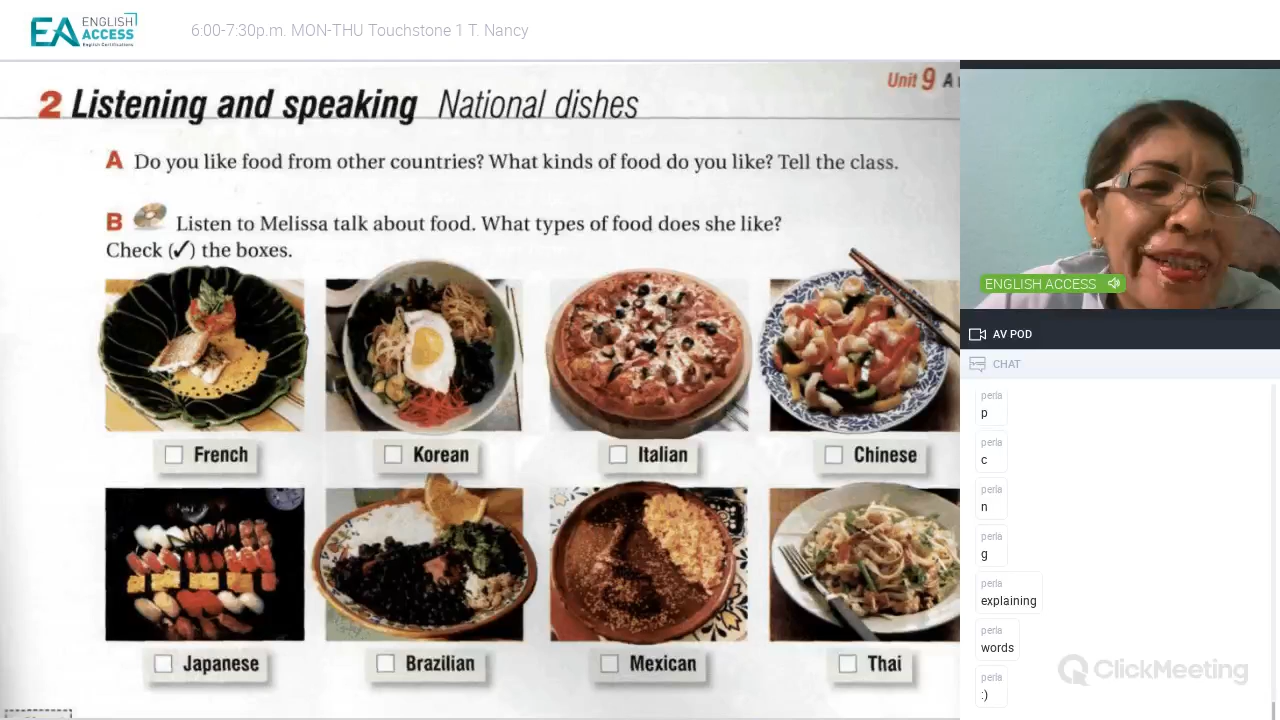 EA ENGLISH
ACCESS
English Certifications
6:00-7:30p.m. MON-THU Touchstone 1 T. Nancy
Unit 9 A
2 Listening and speaking National dishes
A Do you like food from other countries? What kinds of food do you like? Tell the class.
B Listen to Melissa talk about food. What types of food does she like?
Check (✓) the boxes.
French
Korean
Italian
Chinese
Japanese
Brazilian
Mexican
Thai
ENGLISH ACCESS
AV POD
CHAT
perla
p
perla
c
perla
n
perla
g
perla
explaining
perla
words
perla
:)
ClickMeeting